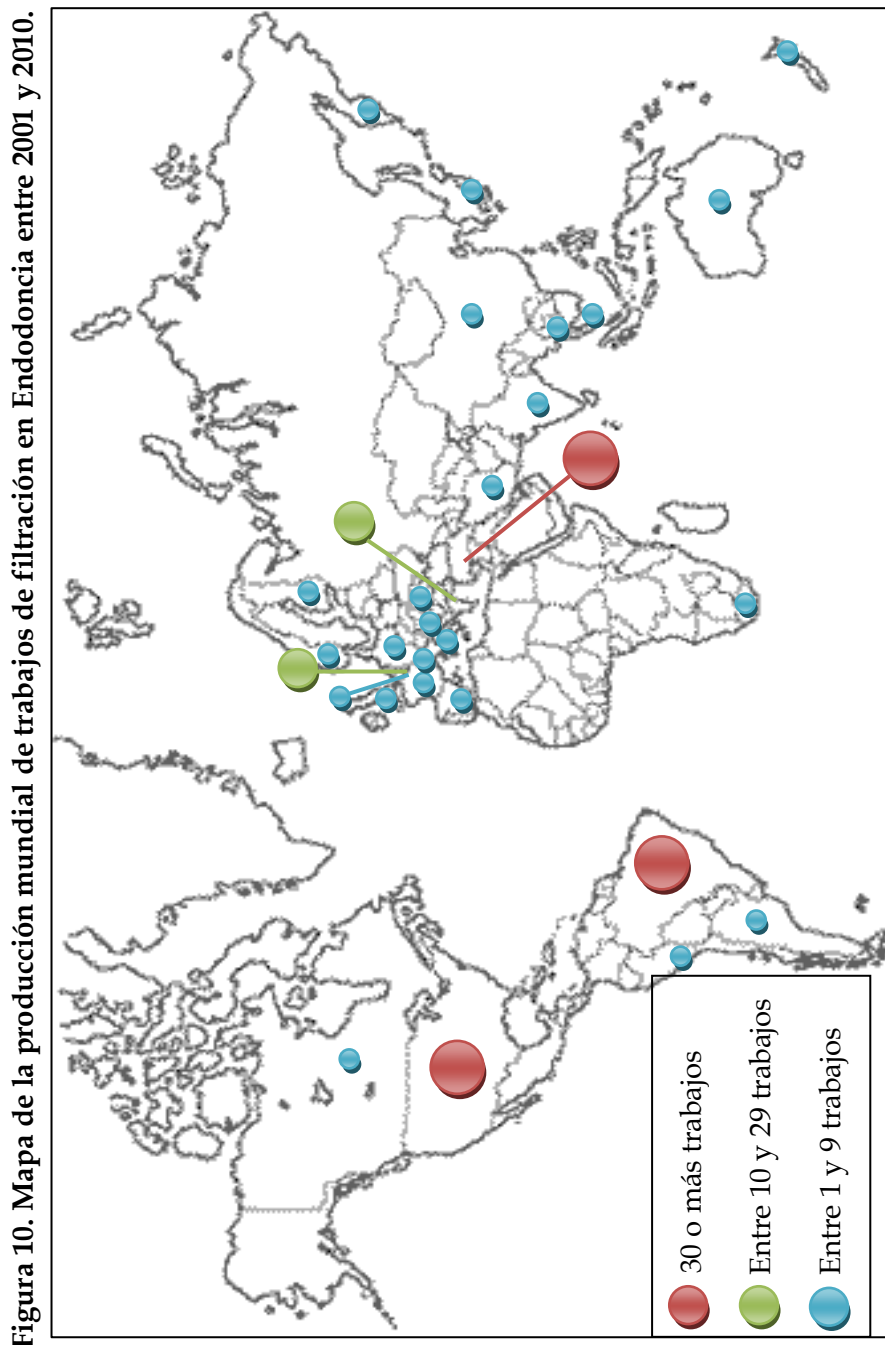 Figura 10. Mapa de la producción mundial de trabajos de filtración en Endodoncia entre 2001 y 2010.
30 o más trabajos
Entre 10 y 29 trabajos
Entre 1 y 9 trabajos